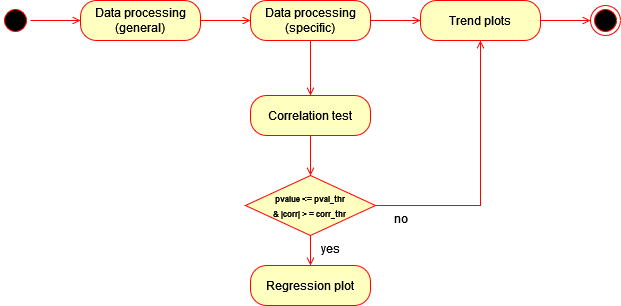 Data processing
(general)
Data processing
(specific)
Trend plots
Correlation test
pvalue <= pval_thr
& |corr| > = corr_thr
no
yes
Regression plot